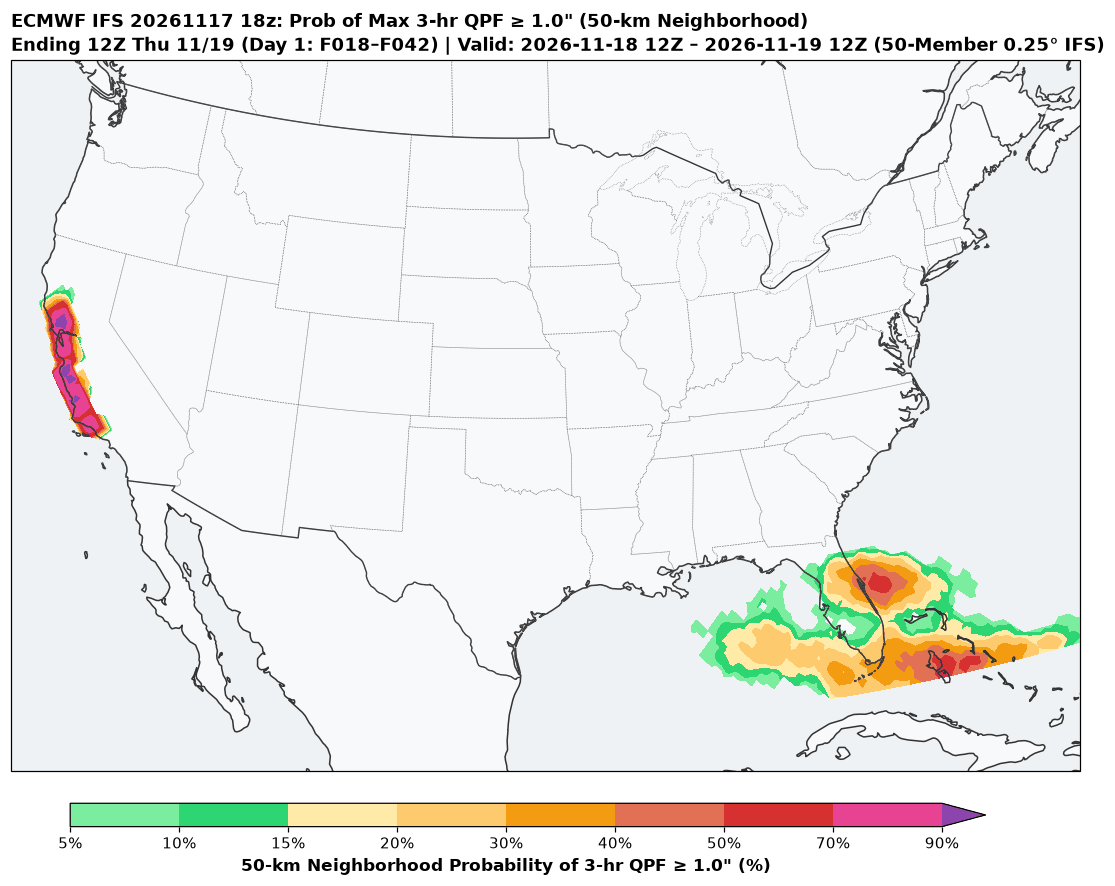 ECMWF IFS 20261117 18z: Prob of Max 3-hr QPF ≥ 1.0" (50-km Neighborhood)
Ending 12Z Thu 11/19 (Day 1: F018–F042) | Valid: 2026-11-18 12Z – 2026-11-19 12Z (50-Member 0.25° IFS)
5% 10% 15% 20% 30% 40% 50% 70% 90%
50-km Neighborhood Probability of 3-hr QPF ≥ 1.0" (%)